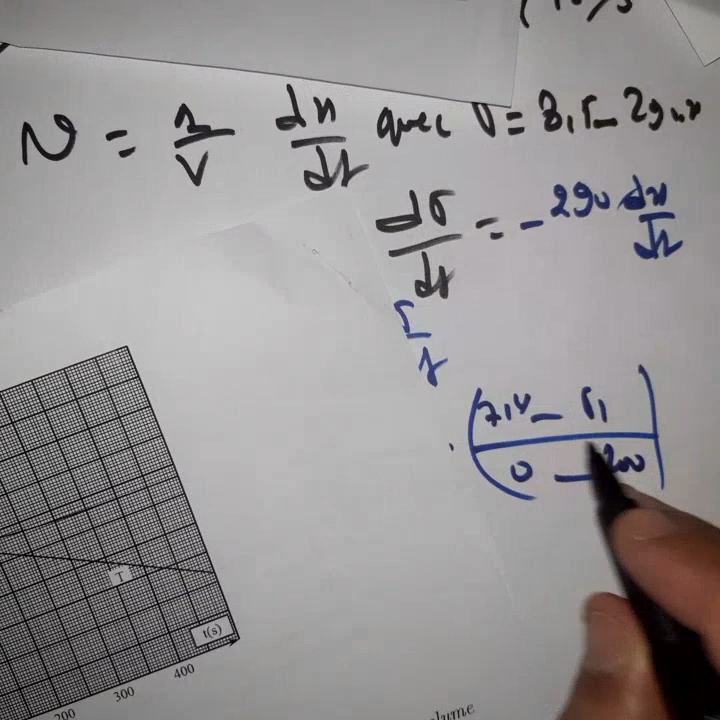 v = 1/V dx/dt avec σ = 8,5 - 290x
dσ/dt = - 290 dx/dt
(7,4 - 5,1 / 0 - 200)
T
t(s)
200 300 400